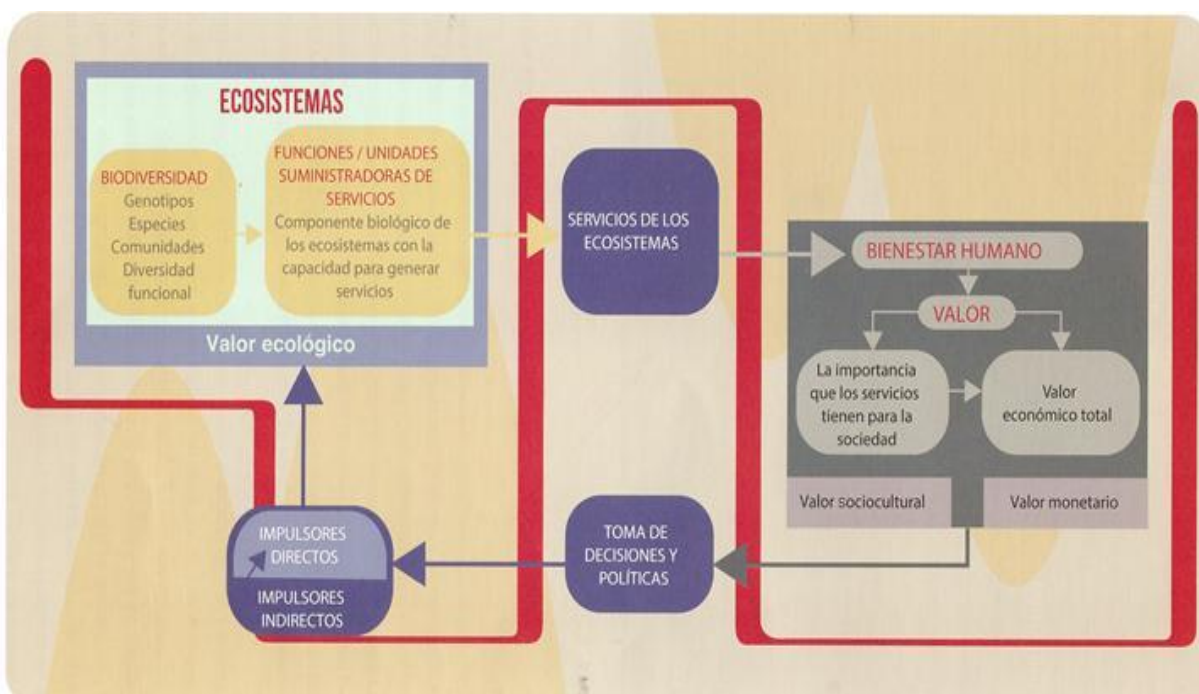 ECOSISTEMAS
BIODIVERSIDAD
Genotipos
Especies
Comunidades
Diversidad
funcional
FUNCIONES / UNIDADES
SUMINISTRADORAS DE
SERVICIOS
Componente biológico de
los ecosistemas con la
capacidad para generar
servicios
Valor ecológico
SERVICIOS DE LOS
ECOSISTEMAS
BIENESTAR HUMANO
VALOR
La importancia
que los servicios
tienen para la
sociedad
Valor
económico total
Valor sociocultural
Valor monetario
TOMA DE
DECISIONES Y
POLÍTICAS
IMPULSORES
DIRECTOS
IMPULSORES
INDIRECTOS